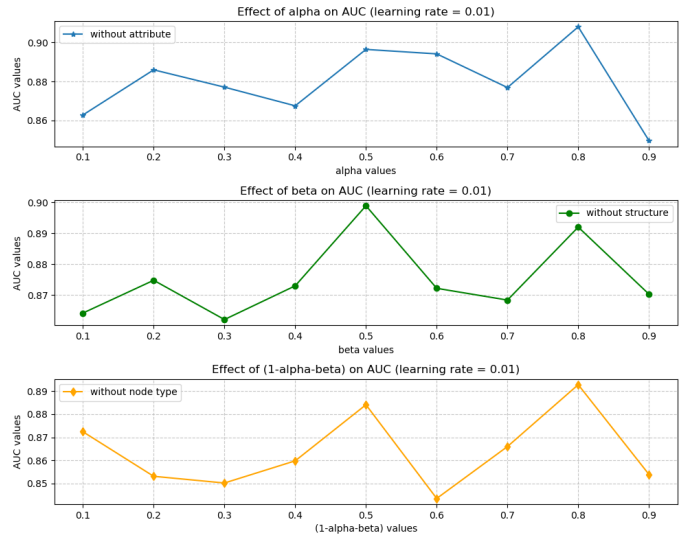 Effect of alpha on AUC (learning rate = 0.01)
without attribute
AUC values
0.90
0.88
0.86
0.1 0.2 0.3 0.4 0.5 0.6 0.7 0.8 0.9
alpha values
Effect of beta on AUC (learning rate = 0.01)
without structure
AUC values
0.90
0.89
0.88
0.87
0.1 0.2 0.3 0.4 0.5 0.6 0.7 0.8 0.9
beta values
Effect of (1-alpha-beta) on AUC (learning rate = 0.01)
without node type
AUC values
0.89
0.88
0.87
0.86
0.85
0.1 0.2 0.3 0.4 0.5 0.6 0.7 0.8 0.9
(1-alpha-beta) values